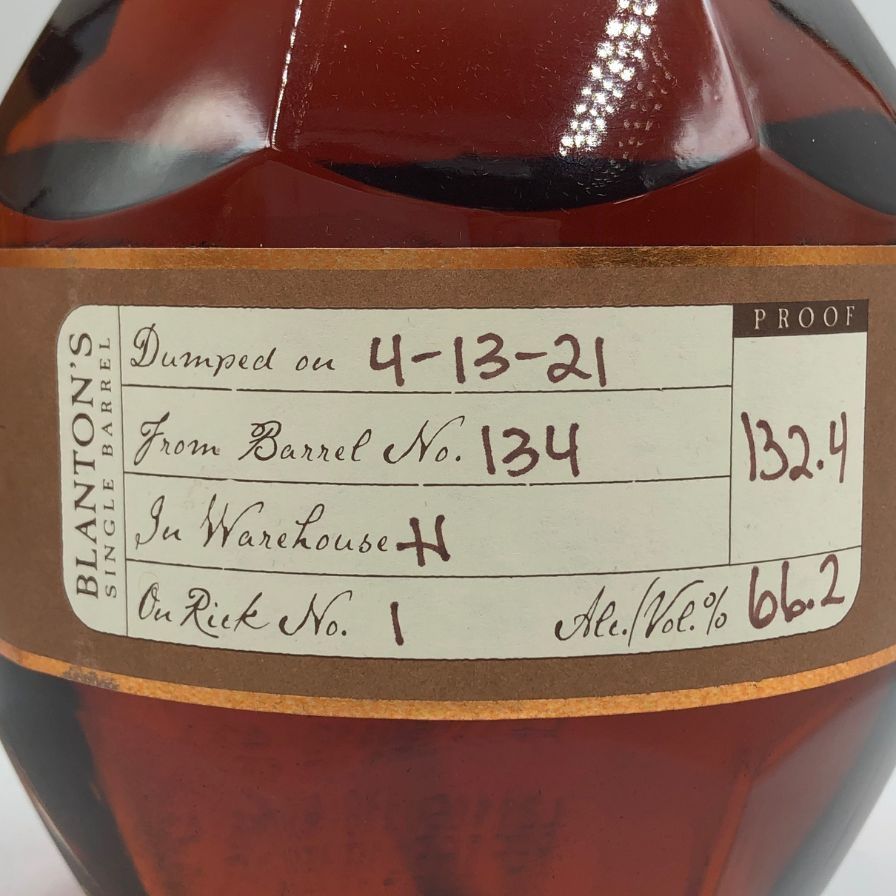 BLANTON'S
SINGLE BARREL
Dumped on 4-13-21
From Barrel No. 134
In Warehouse H
On Rick No. 1
Alc./Vol.% 66.2
PROOF
132.4